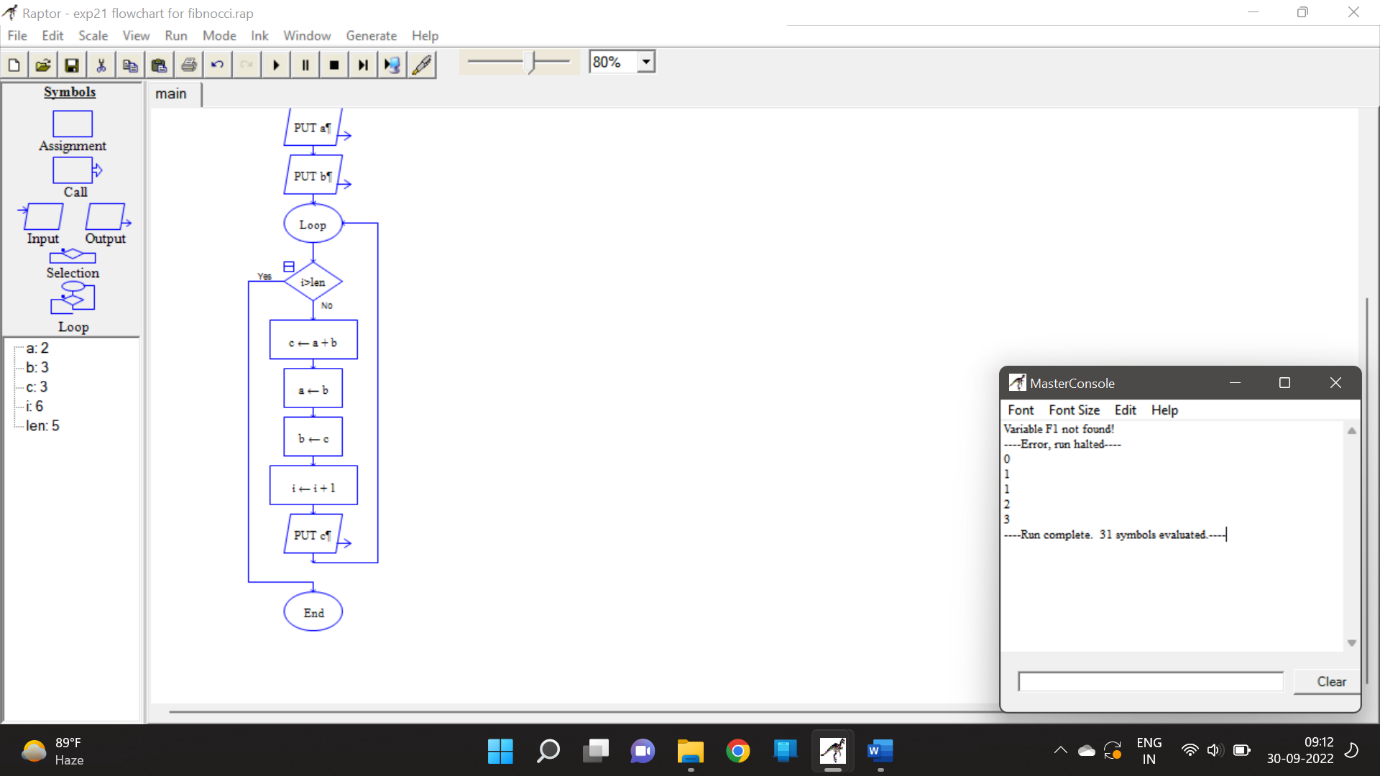 Raptor - exp21 flowchart for fibnocci.rap
File Edit Scale View Run Mode Ink Window Generate Help
80%
Symbols
Assignment
Call
Input Output
Selection
Loop
a: 2
b: 3
c: 3
i: 6
len: 5
main
PUT a¶
PUT b¶
Loop
Yes
i>len
No
c ← a + b
a ← b
b ← c
i ← i + 1
PUT c¶
End
MasterConsole
Font Font Size Edit Help
Variable F1 not found!
----Error, run halted----
0
1
1
2
3
----Run complete. 31 symbols evaluated.----
Clear
89°F
Haze
W
ENG
IN
09:12
30-09-2022